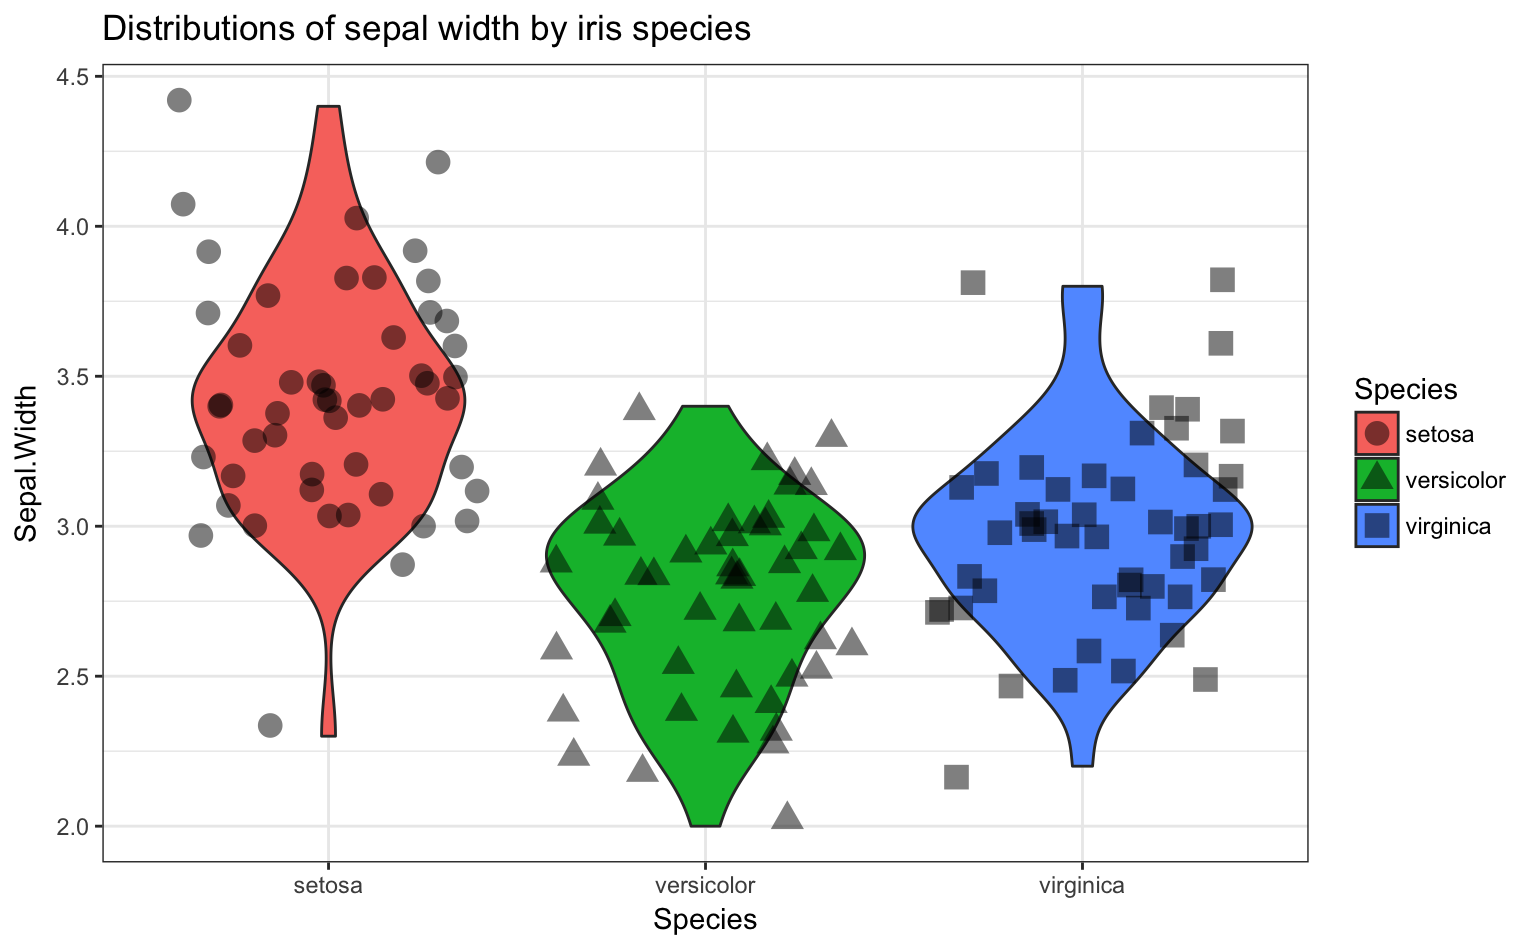 Distributions of sepal width by iris species
Sepal.Width
4.5
4.0
3.5
3.0
2.5
2.0
setosa
versicolor
virginica
Species
Species
setosa
versicolor
virginica